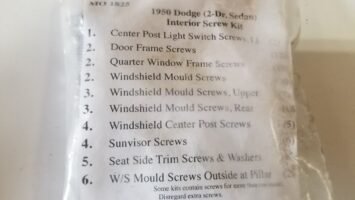 1950 Dodge (2-Dr. Sedan)
Interior Screw Kit
1. Center Post Light Switch Screws
2. Door Frame Screws
2. Quarter Window Frame Screws
2. Windshield Mould Screws
3. Windshield Mould Screws, Upper
3. Windshield Mould Screws, Rear
4. Windshield Center Post Screws (5)
4. Sunvisor Screws
5. Seat Side Trim Screws & Washers
6. W/S Mould Screws Outside at Pillar
Some kits contain screws for more than
Disregard extra screws.